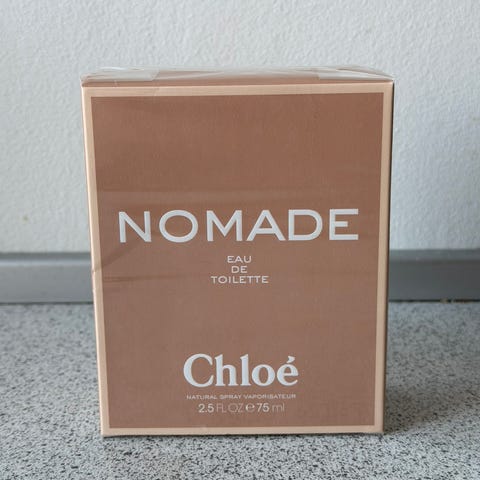 NOMADE
EAU
DE
TOILETTE
Chloé
NATURAL SPRAY VAPORISATEUR
2.5 FL OZ ℮ 75 ml